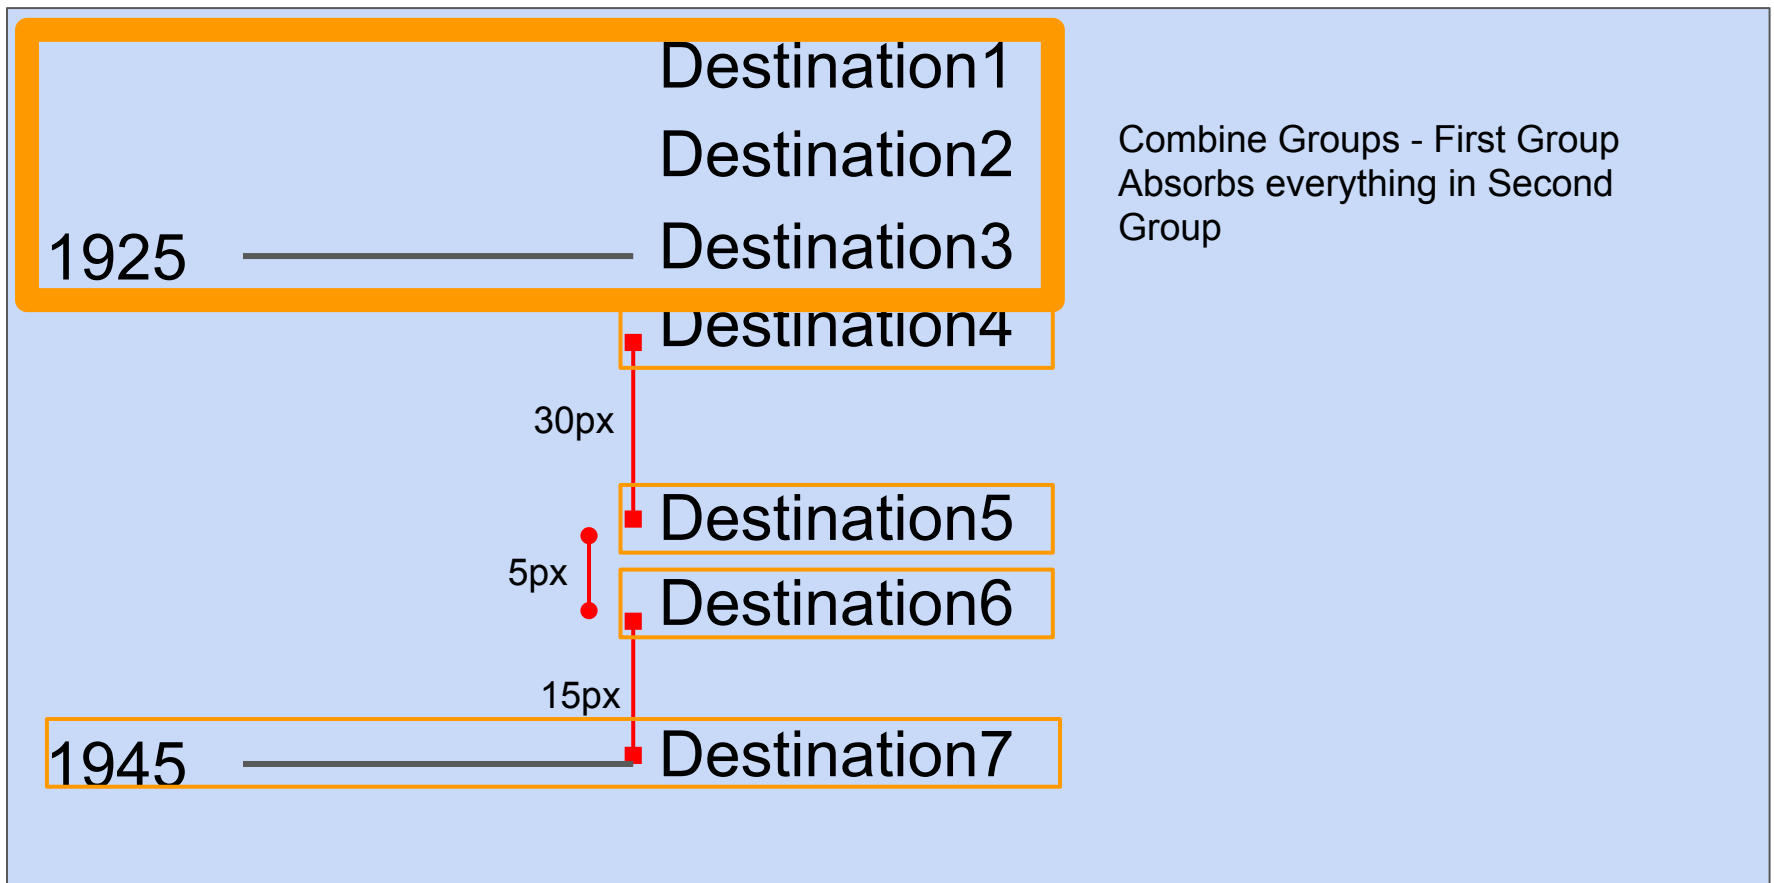 Destination1
Destination2
1925 Destination3
Combine Groups - First Group
Absorbs everything in Second
Group
Destination4
30px
Destination5
5px
Destination6
15px
1945 Destination7